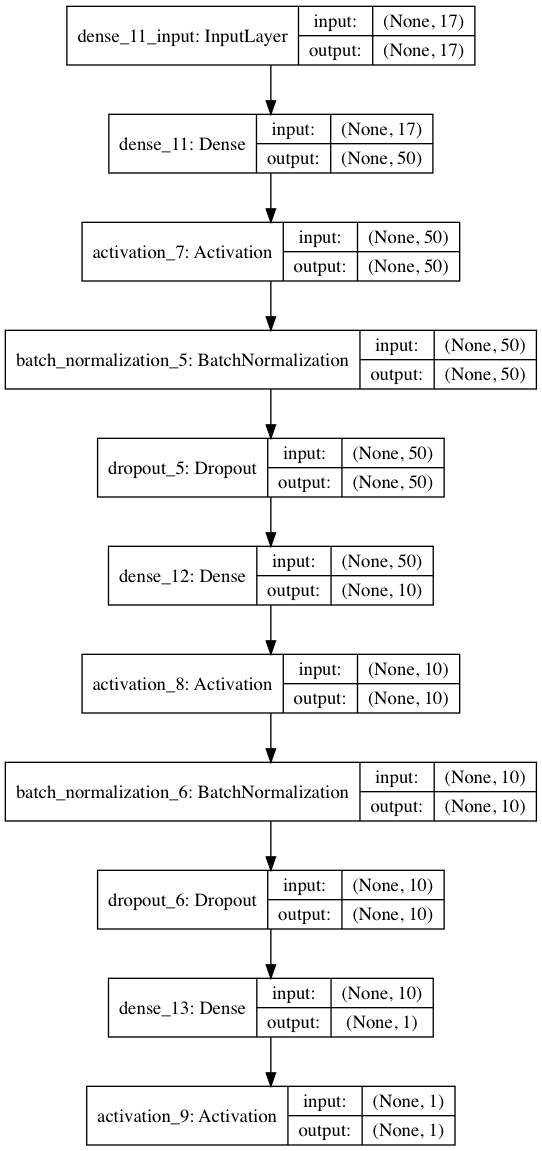 dense_11_input: InputLayer
input:
(None, 17)
output:
(None, 17)
dense_11: Dense
input:
(None, 17)
output:
(None, 50)
activation_7: Activation
input:
(None, 50)
output:
(None, 50)
batch_normalization_5: BatchNormalization
input:
(None, 50)
output:
(None, 50)
dropout_5: Dropout
input:
(None, 50)
output:
(None, 50)
dense_12: Dense
input:
(None, 50)
output:
(None, 10)
activation_8: Activation
input:
(None, 10)
output:
(None, 10)
batch_normalization_6: BatchNormalization
input:
(None, 10)
output:
(None, 10)
dropout_6: Dropout
input:
(None, 10)
output:
(None, 10)
dense_13: Dense
input:
(None, 10)
output:
(None, 1)
activation_9: Activation
input:
(None, 1)
output:
(None, 1)